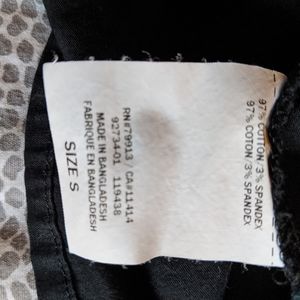 97% COTTON/3% SPANDEX
97% COTON/3% SPANDEX
RN#79913/ CA#11414
92734-01 119438
MADE IN BANGLADESH
FABRIQUE EN BANGLADESH
SIZE S